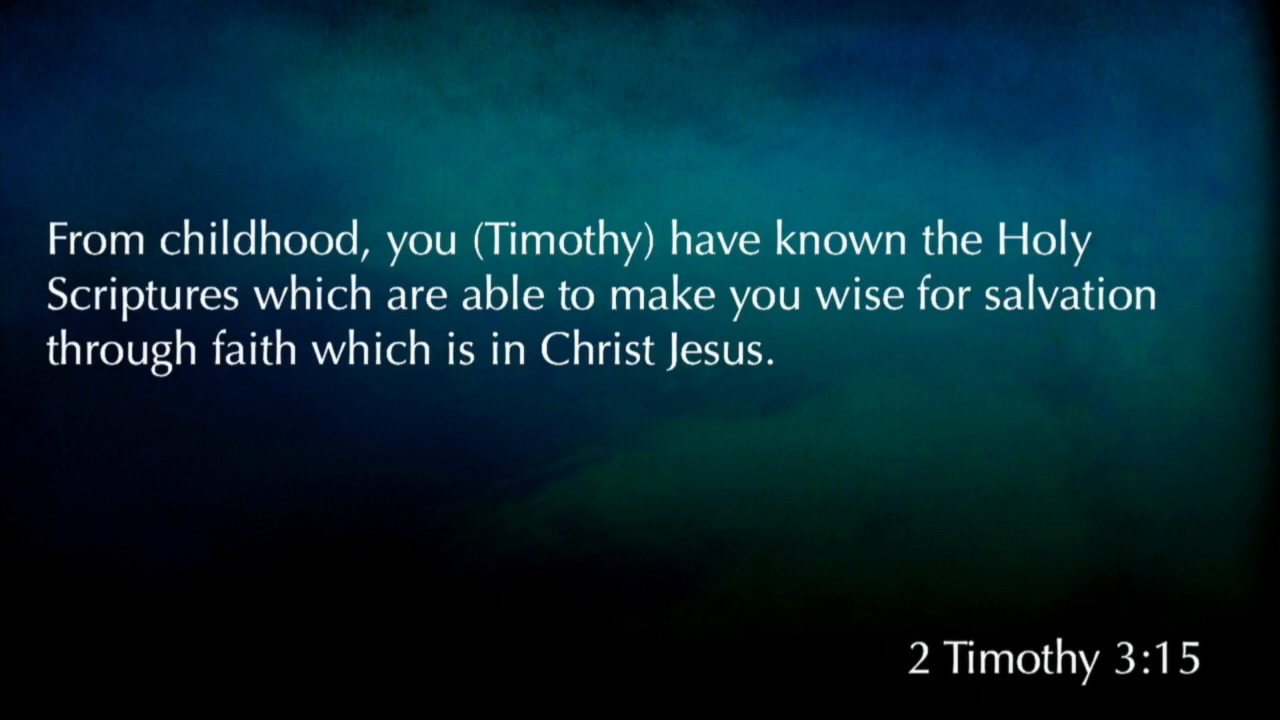 From childhood, you (Timothy) have known the Holy
Scriptures which are able to make you wise for salvation
through faith which is in Christ Jesus.
2 Timothy 3:15